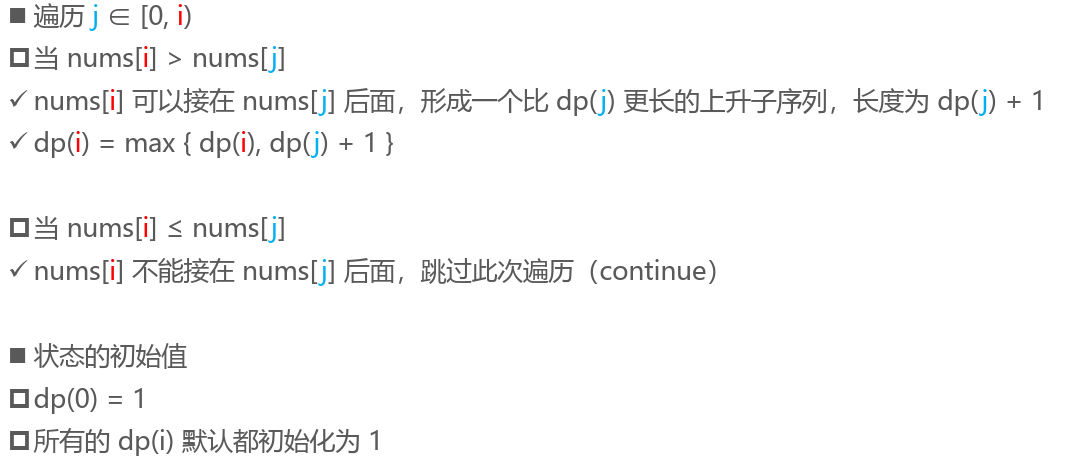 ■ 遍历 j ∈ [0, i)
□ 当 nums[i] > nums[j]
✓ nums[i] 可以接在 nums[j] 后面，形成一个比 dp(j) 更长的上升子序列，长度为 dp(j) + 1
✓ dp(i) = max { dp(i), dp(j) + 1 }
□ 当 nums[i] ≤ nums[j]
✓ nums[i] 不能接在 nums[j] 后面，跳过此次遍历（continue）
■ 状态的初始值
□ dp(0) = 1
□ 所有的 dp(i) 默认都初始化为 1